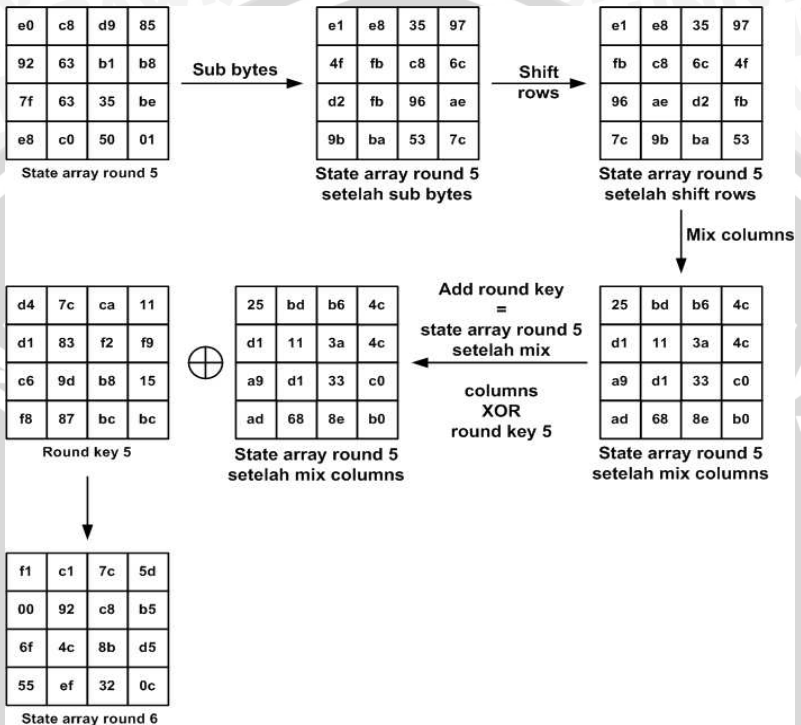 e0 c8 d9 85
92 63 b1 b8
7f 63 35 be
e8 c0 50 01
State array round 5
Sub bytes
e1 e8 35 97
4f fb c8 6c
d2 fb 96 ae
9b ba 53 7c
State array round 5
setelah sub bytes
Shift
rows
e1 e8 35 97
fb c8 6c 4f
96 ae d2 fb
7c 9b ba 53
State array round 5
setelah shift rows
Mix columns
25 bd b6 4c
d1 11 3a 4c
a9 d1 33 c0
ad 68 8e b0
State array round 5
setelah mix columns
Add round key
=
state array round 5
setelah mix
columns
XOR
round key 5
25 bd b6 4c
d1 11 3a 4c
a9 d1 33 c0
ad 68 8e b0
State array round 5
setelah mix columns
d4 7c ca 11
d1 83 f2 f9
c6 9d b8 15
f8 87 bc bc
Round key 5
f1 c1 7c 5d
00 92 c8 b5
6f 4c 8b d5
55 ef 32 0c
State array round 6